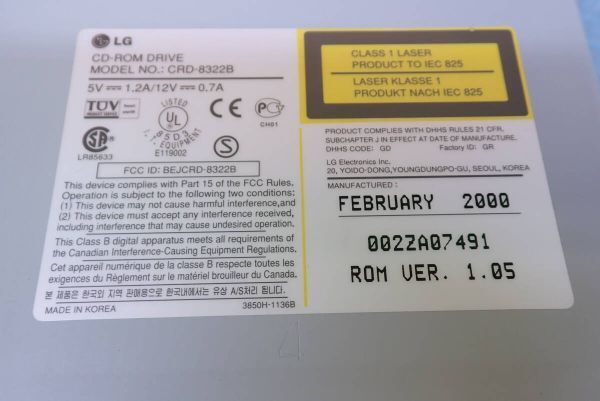 LG
CD-ROM DRIVE
MODEL NO.: CRD-8322B
5V 1.2A/12V 0.7A
TÜV
LISTED
UL
8SD9
I.T. EQUIPMENT
E119002
CE
PC
CH01
SA
LR85633
S
FCC ID: BEJCRD-8322B
This device complies with Part 15 of the FCC Rules.
Operation is subject to the following two conditions:
(1) This device may not cause harmful interference,and
(2) This device must accept any interference received,
including interference that may cause undesired operation.
This Class B digital apparatus meets all requirements of
the Canadian Interference-Causing Equipment Regulations.
Cet appareil numérique de la classe B respecte toutes les
exigences du Règlement sur le matériel brouilleur du Canada.
본 제품은 한국외 지역 판매용으로 한국내에서는 유상 A/S처리 됩니다.
MADE IN KOREA
3850H-1136B
CLASS 1 LASER
PRODUCT TO IEC 825
LASER KLASSE 1
PRODUKT NACH IEC 825
PRODUCT COMPLIES WITH DHHS RULES 21 CFR.
SUBCHAPTER J IN EFFECT AT DATE OF MANUFACTURE.
DHHS CODE: GD Factory ID: GR
LG Electronics Inc.
20, YOIDO-DONG,YOUNGDUNGPO-GU, SEOUL, KOREA
MANUFACTURED:
FEBRUARY 2000
002ZA07491
ROM VER. 1.05